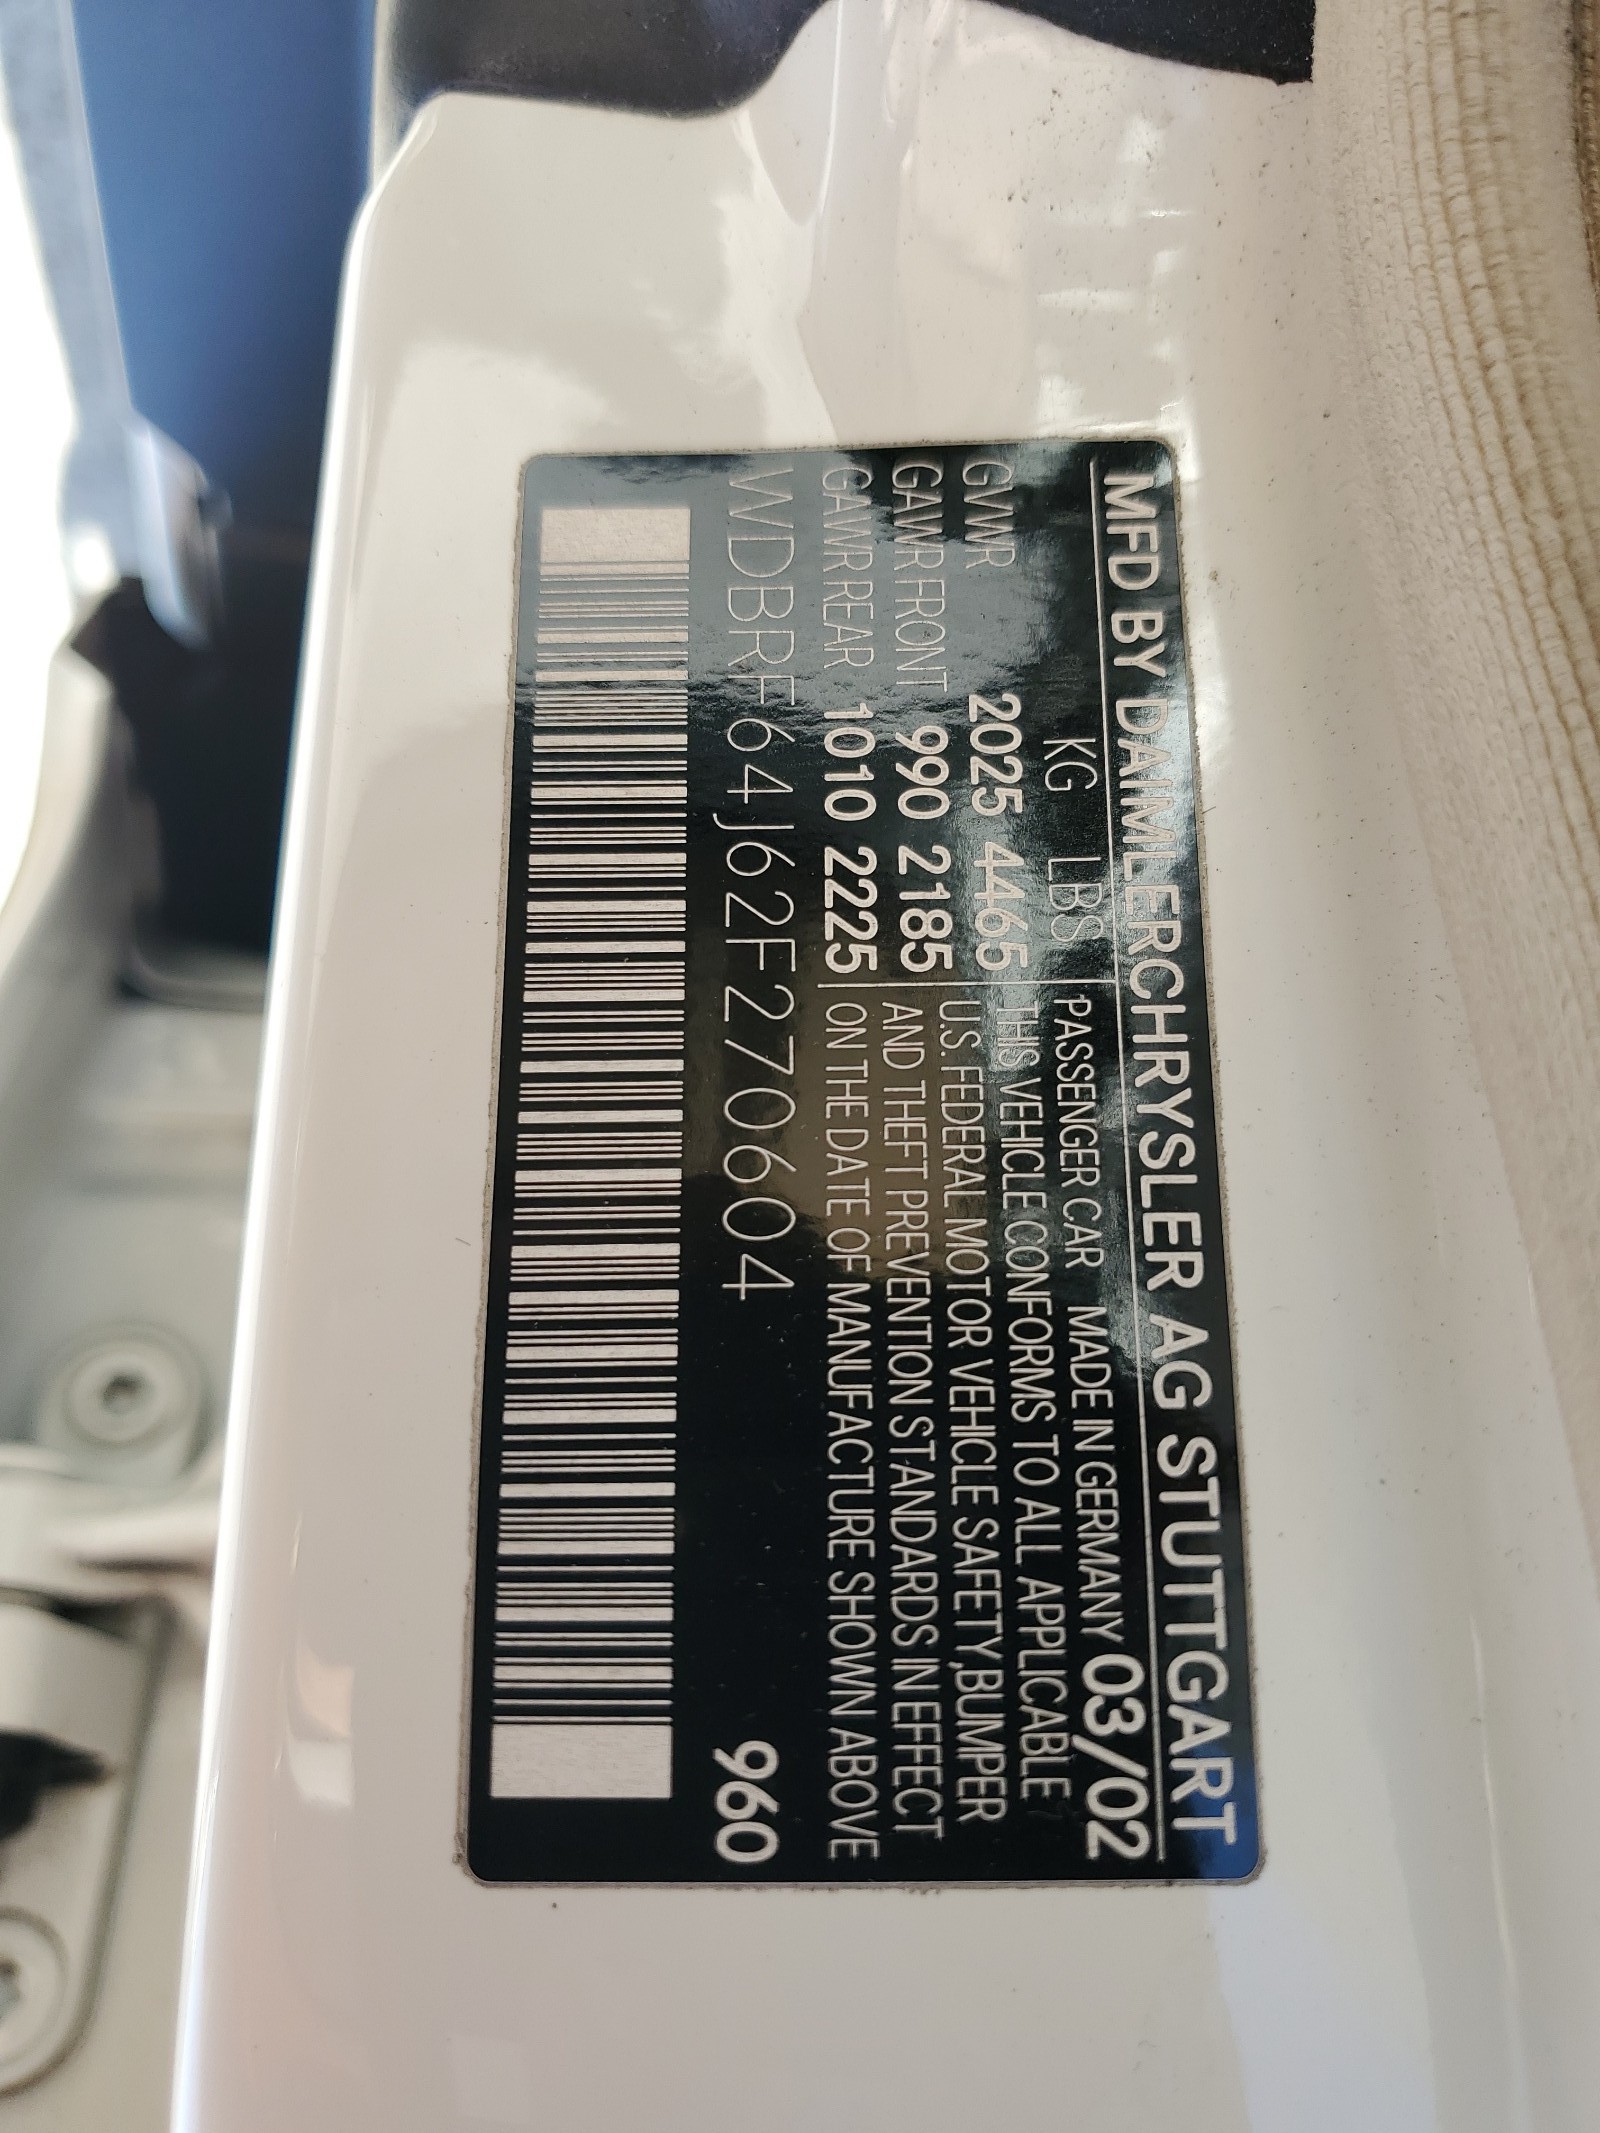 MFD BY DAIMLERCHRYSLER AG STUTTGART
KG LBS PASSENGER CAR MADE IN GERMANY 03/02
GVWR 2025 4465 THIS VEHICLE CONFORMS TO ALL APPLICABLE
GAWR FRONT 990 2185 U.S. FEDERAL MOTOR VEHICLE SAFETY,BUMPER
GAWR REAR 1010 2225 AND THEFT PREVENTION STANDARDS IN EFFECT
ON THE DATE OF MANUFACTURE SHOWN ABOVE
WDBRF64J62F270604 960